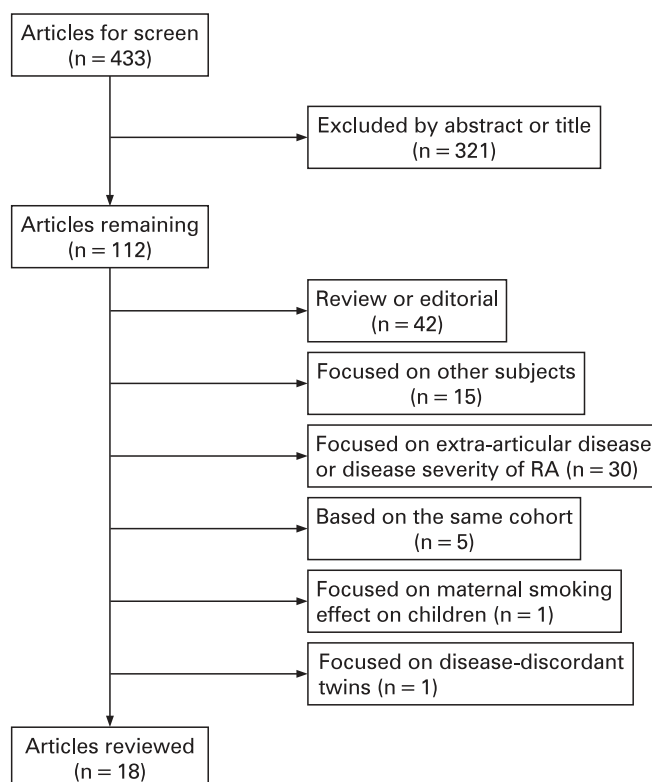 Articles for screen
(n = 433)
Excluded by abstract or title
(n = 321)
Articles remaining
(n = 112)
Review or editorial
(n = 42)
Focused on other subjects
(n = 15)
Focused on extra-articular disease
or disease severity of RA (n = 30)
Based on the same cohort
(n = 5)
Focused on maternal smoking
effect on children (n = 1)
Focused on disease-discordant
twins (n = 1)
Articles reviewed
(n = 18)